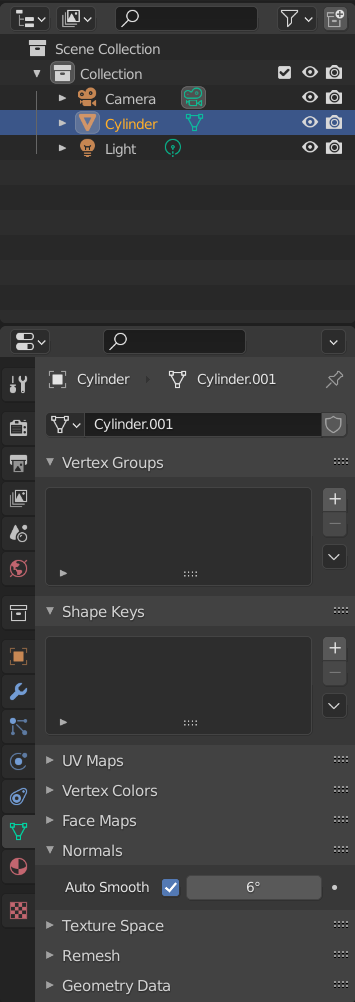 Scene Collection
Collection
Camera
Cylinder
Light
Cylinder Cylinder.001
Cylinder.001
Vertex Groups
Shape Keys
UV Maps
Vertex Colors
Face Maps
Normals
Auto Smooth 6°
Texture Space
Remesh
Geometry Data